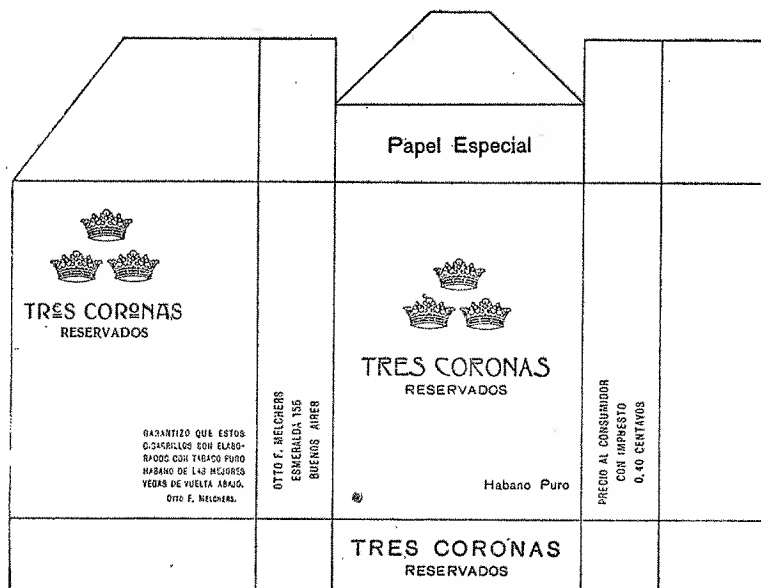 Papel Especial
TRES CORONAS
RESERVADOS
GARANTIZO QUE ESTOS
CIGARRILLOS SON ELABO-
RADOS CON TABACO PURO
HABANO DE LAS MEJORES
VEGAS DE VUELTA ABAJO.
OTTO F. MELCHERS.
OTTO F. MELCHERS
ESMERALDA 155
BUENOS AIRES
TRES CORONAS
RESERVADOS
Habano Puro
PRECIO AL CONSUMIDOR
CON IMPUESTO
0,40 CENTAVOS
TRES CORONAS
RESERVADOS